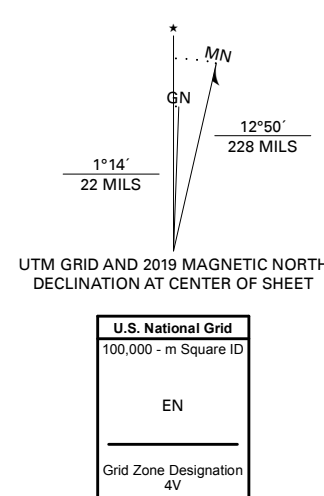 ★
MN
GN
12°50´
228 MILS
1°14´
22 MILS
UTM GRID AND 2019 MAGNETIC NORTH
DECLINATION AT CENTER OF SHEET
U.S. National Grid
100,000 - m Square ID
EN
Grid Zone Designation
4V